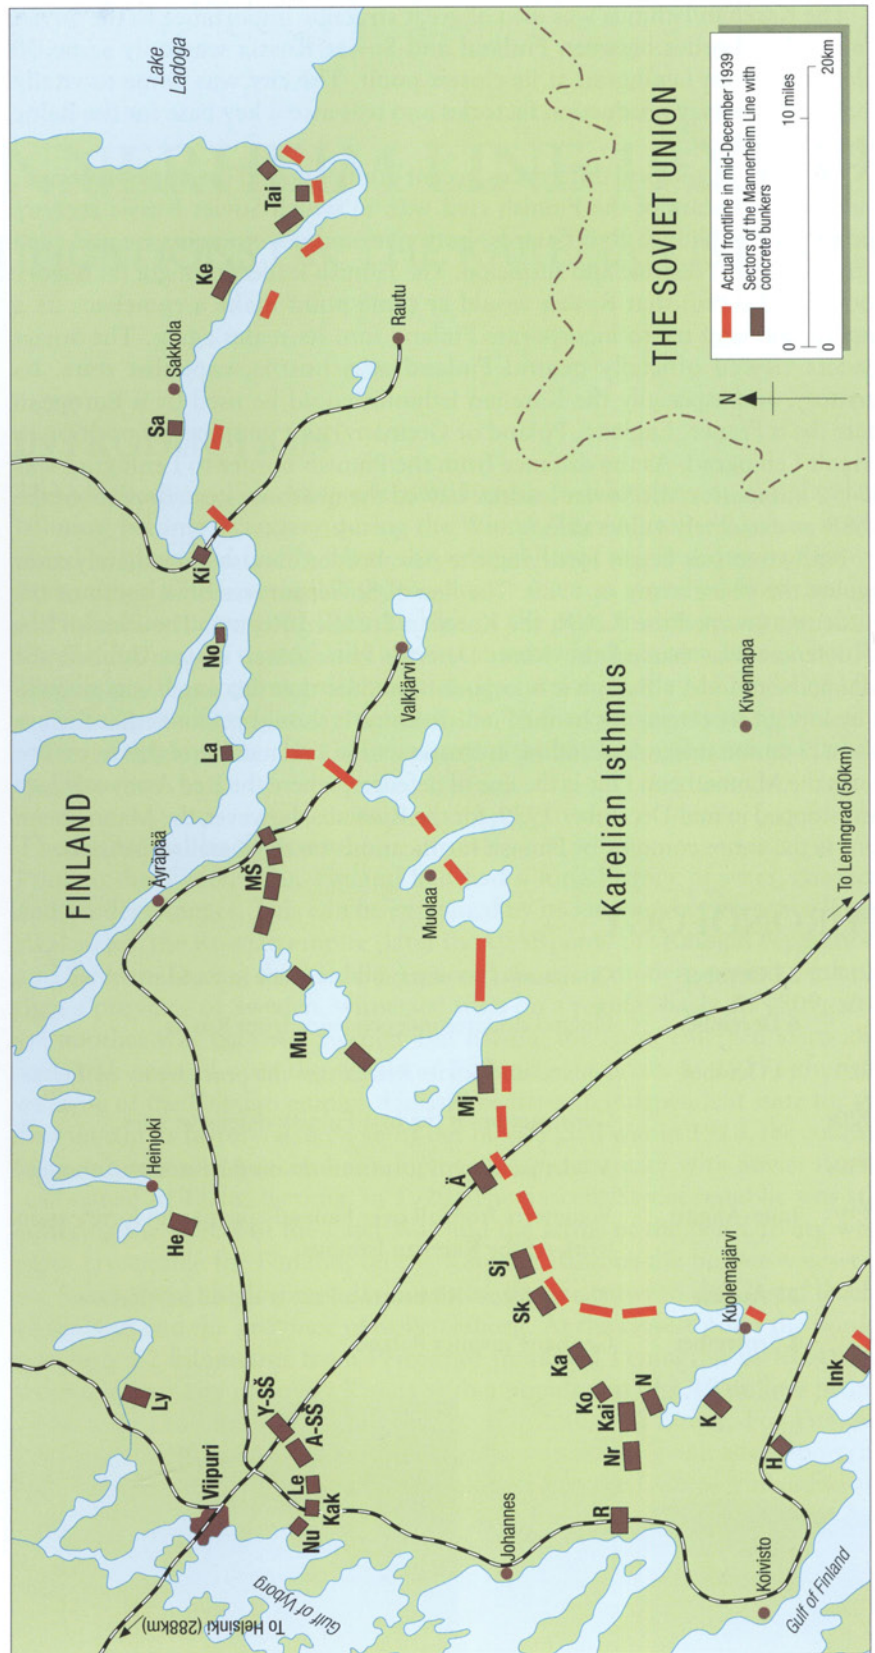 FINLAND
THE SOVIET UNION
Karelian Isthmus
Lake
Ladoga
Gulf of Vyborg
Gulf of Finland
To Helsinki (288km)
To Leningrad (50km)
Viipuri
Heinjoki
Äyräpää
Sakkola
Rautu
Valkjärvi
Muolaa
Kivennapa
Kuolemajärvi
Johannes
Koivisto
Ly
He
Y-SŠ
A-SŠ
Le
Kak
Nu
Mu
MŠ
La
No
Ki
Sa
Ke
Tai
Mj
Ä
Sj
Sk
Ka
Ko
Kai
N
Nr
R
K
H
Ink
N
Actual frontline in mid-December 1939
Sectors of the Mannerheim Line with
concrete bunkers
0 10 miles
0 20km